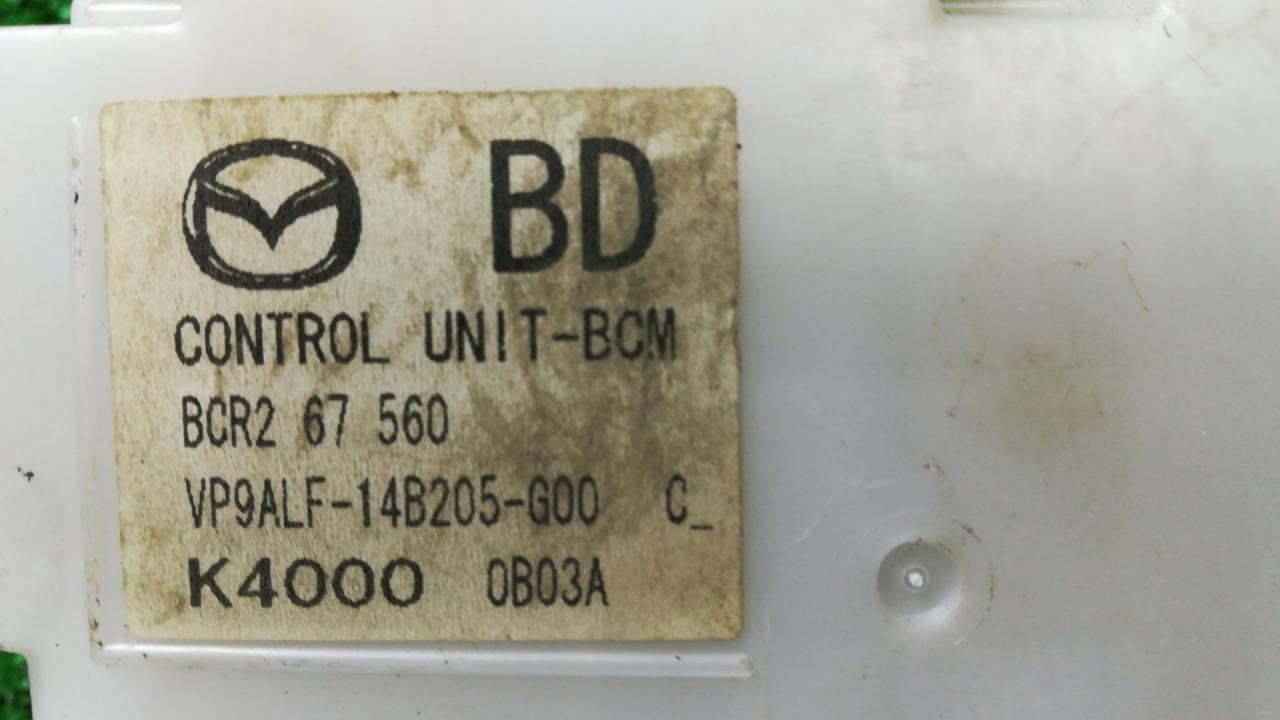 BD
CONTROL UNIT-BCM
BCR2 67 560
VP9ALF-14B205-G00 C_
K4000 0B03A